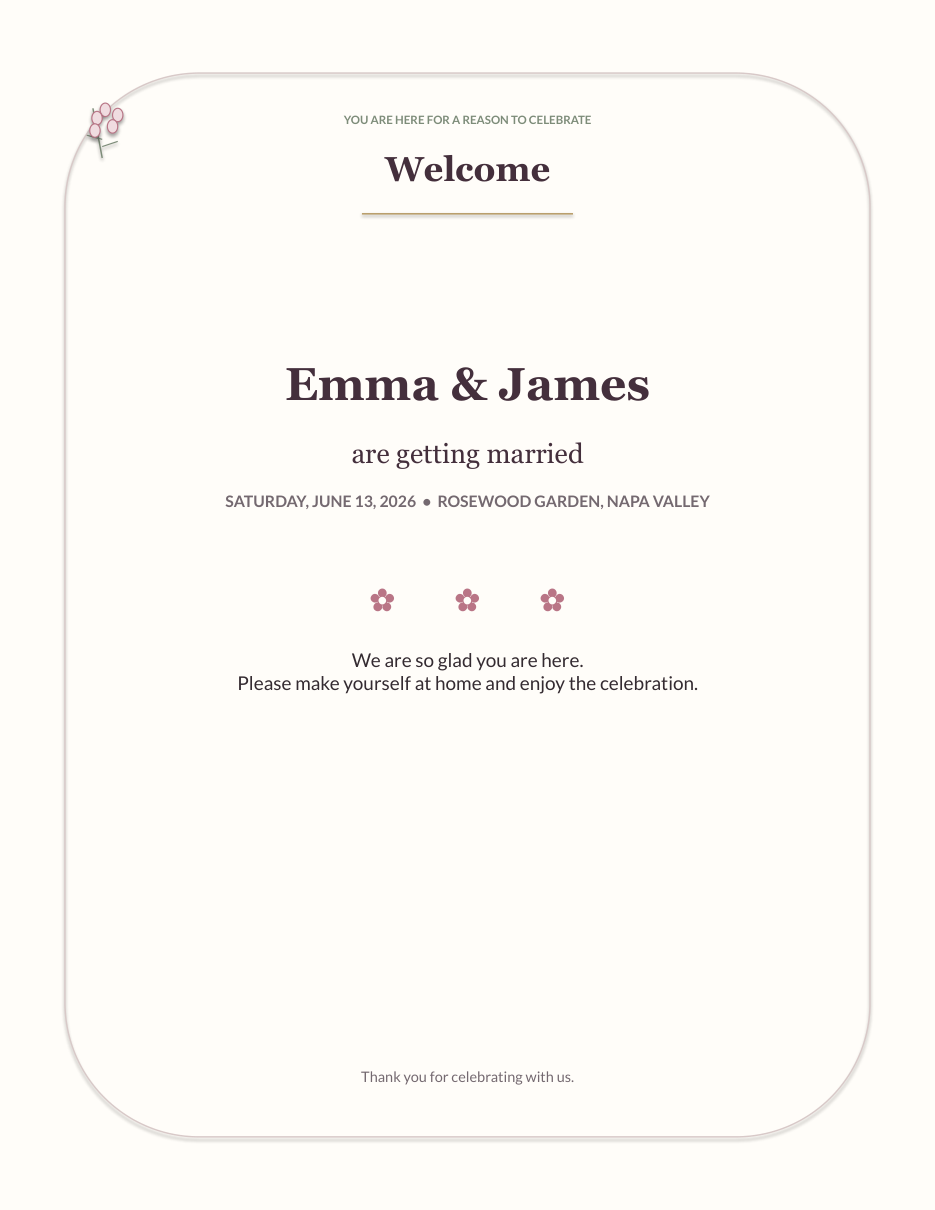 YOU ARE HERE FOR A REASON TO CELEBRATE
Welcome
Emma & James
are getting married
SATURDAY, JUNE 13, 2026 • ROSEWOOD GARDEN, NAPA VALLEY
✿ ✿ ✿
We are so glad you are here.
Please make yourself at home and enjoy the celebration.
Thank you for celebrating with us.